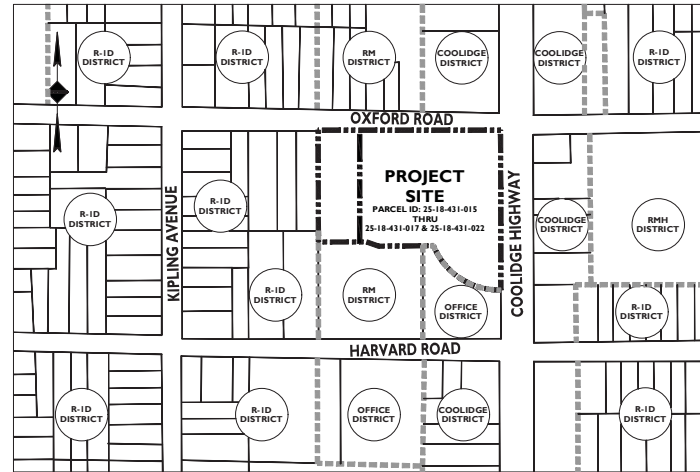 R-1D
DISTRICT
R-1D
DISTRICT
RM
DISTRICT
COOLIDGE
DISTRICT
COOLIDGE
DISTRICT
R-1D
DISTRICT
OXFORD ROAD
PROJECT
SITE
PARCEL ID: 25-18-431-015
THRU
25-18-431-017 & 25-18-431-022
KIPLING AVENUE
COOLIDGE HIGHWAY
R-1D
DISTRICT
R-1D
DISTRICT
COOLIDGE
DISTRICT
RMH
DISTRICT
R-1D
DISTRICT
RM
DISTRICT
OFFICE
DISTRICT
R-1D
DISTRICT
HARVARD ROAD
R-1D
DISTRICT
R-1D
DISTRICT
OFFICE
DISTRICT
COOLIDGE
DISTRICT
R-1D
DISTRICT